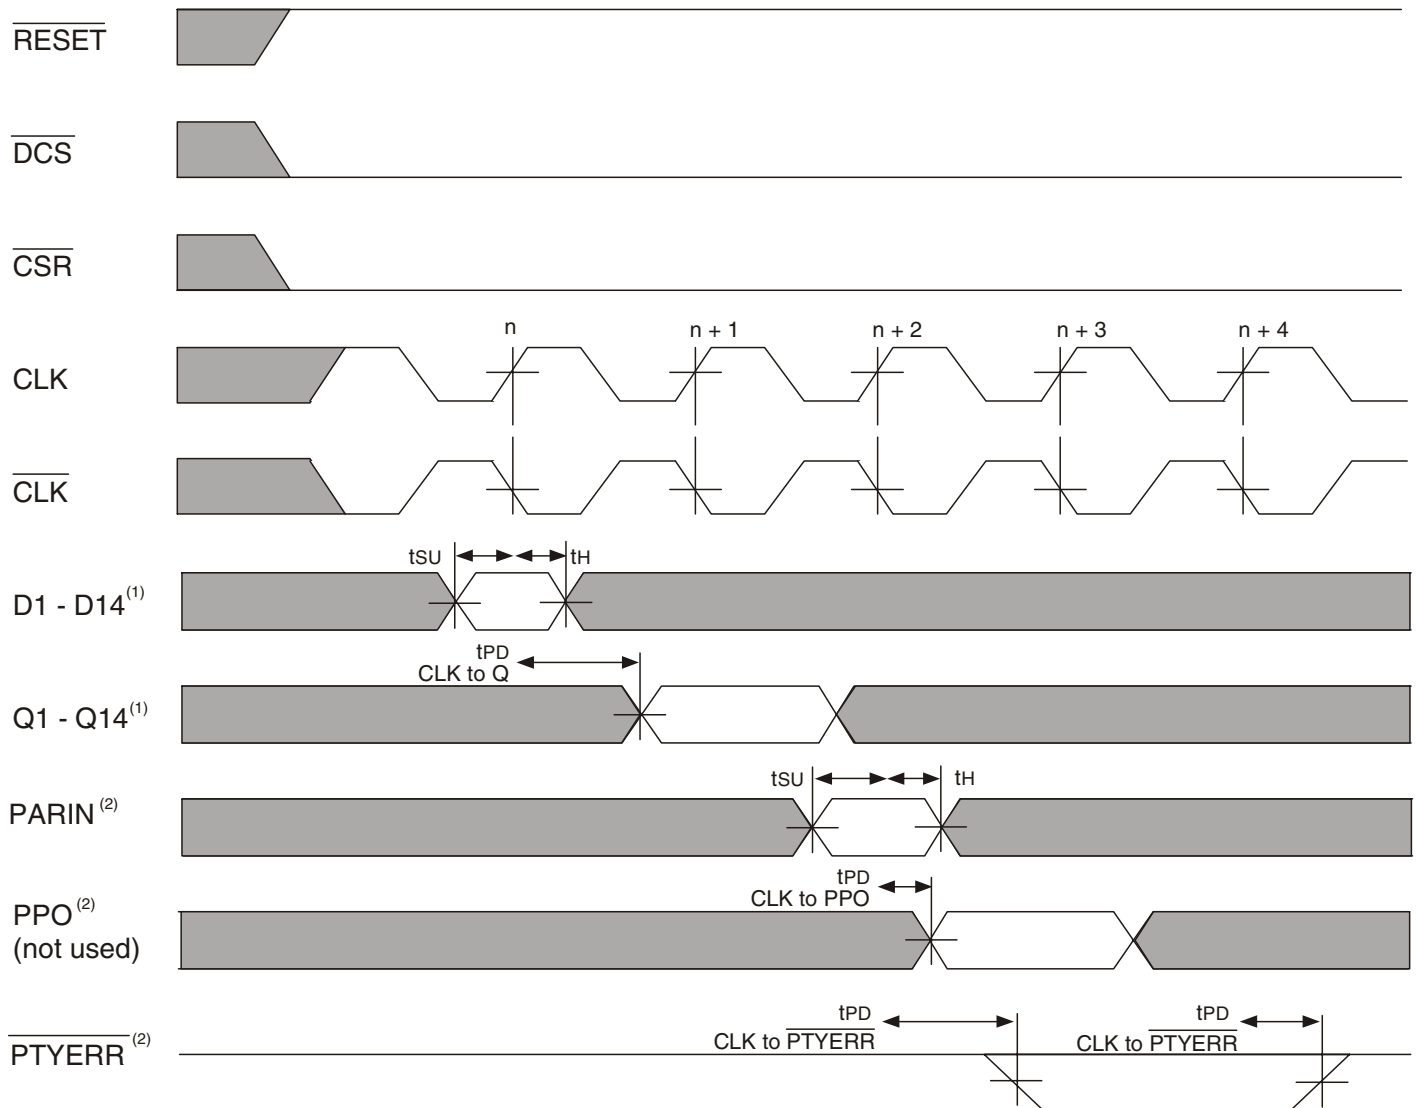 RESET
DCS
CSR
n n + 1 n + 2 n + 3 n + 4
CLK
CLK
tSU tH
D1 - D14(1)
tPD
CLK to Q
Q1 - Q14(1)
tSU tH
PARIN(2)
tPD
CLK to PPO
PPO(2)
(not used)
tPD tPD
CLK to PTYERR CLK to PTYERR
PTYERR(2)